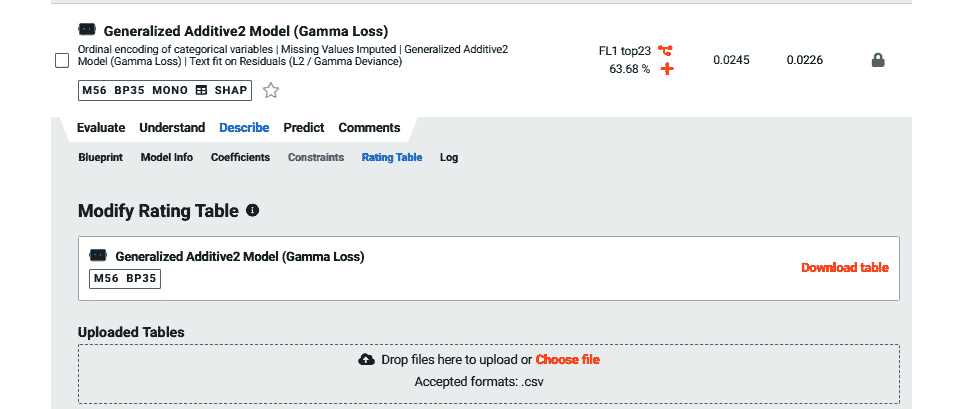 Generalized Additive2 Model (Gamma Loss)
Ordinal encoding of categorical variables | Missing Values Imputed | Generalized Additive2
Model (Gamma Loss) | Text fit on Residuals (L2 / Gamma Deviance)
FL1 top23
63.68 %
0.0245
0.0226
M56 BP35 MONO SHAP
Evaluate Understand Describe Predict Comments
Blueprint Model Info Coefficients Constraints Rating Table Log
Modify Rating Table
Generalized Additive2 Model (Gamma Loss)
M56 BP35
Download table
Uploaded Tables
Drop files here to upload or Choose file
Accepted formats: .csv